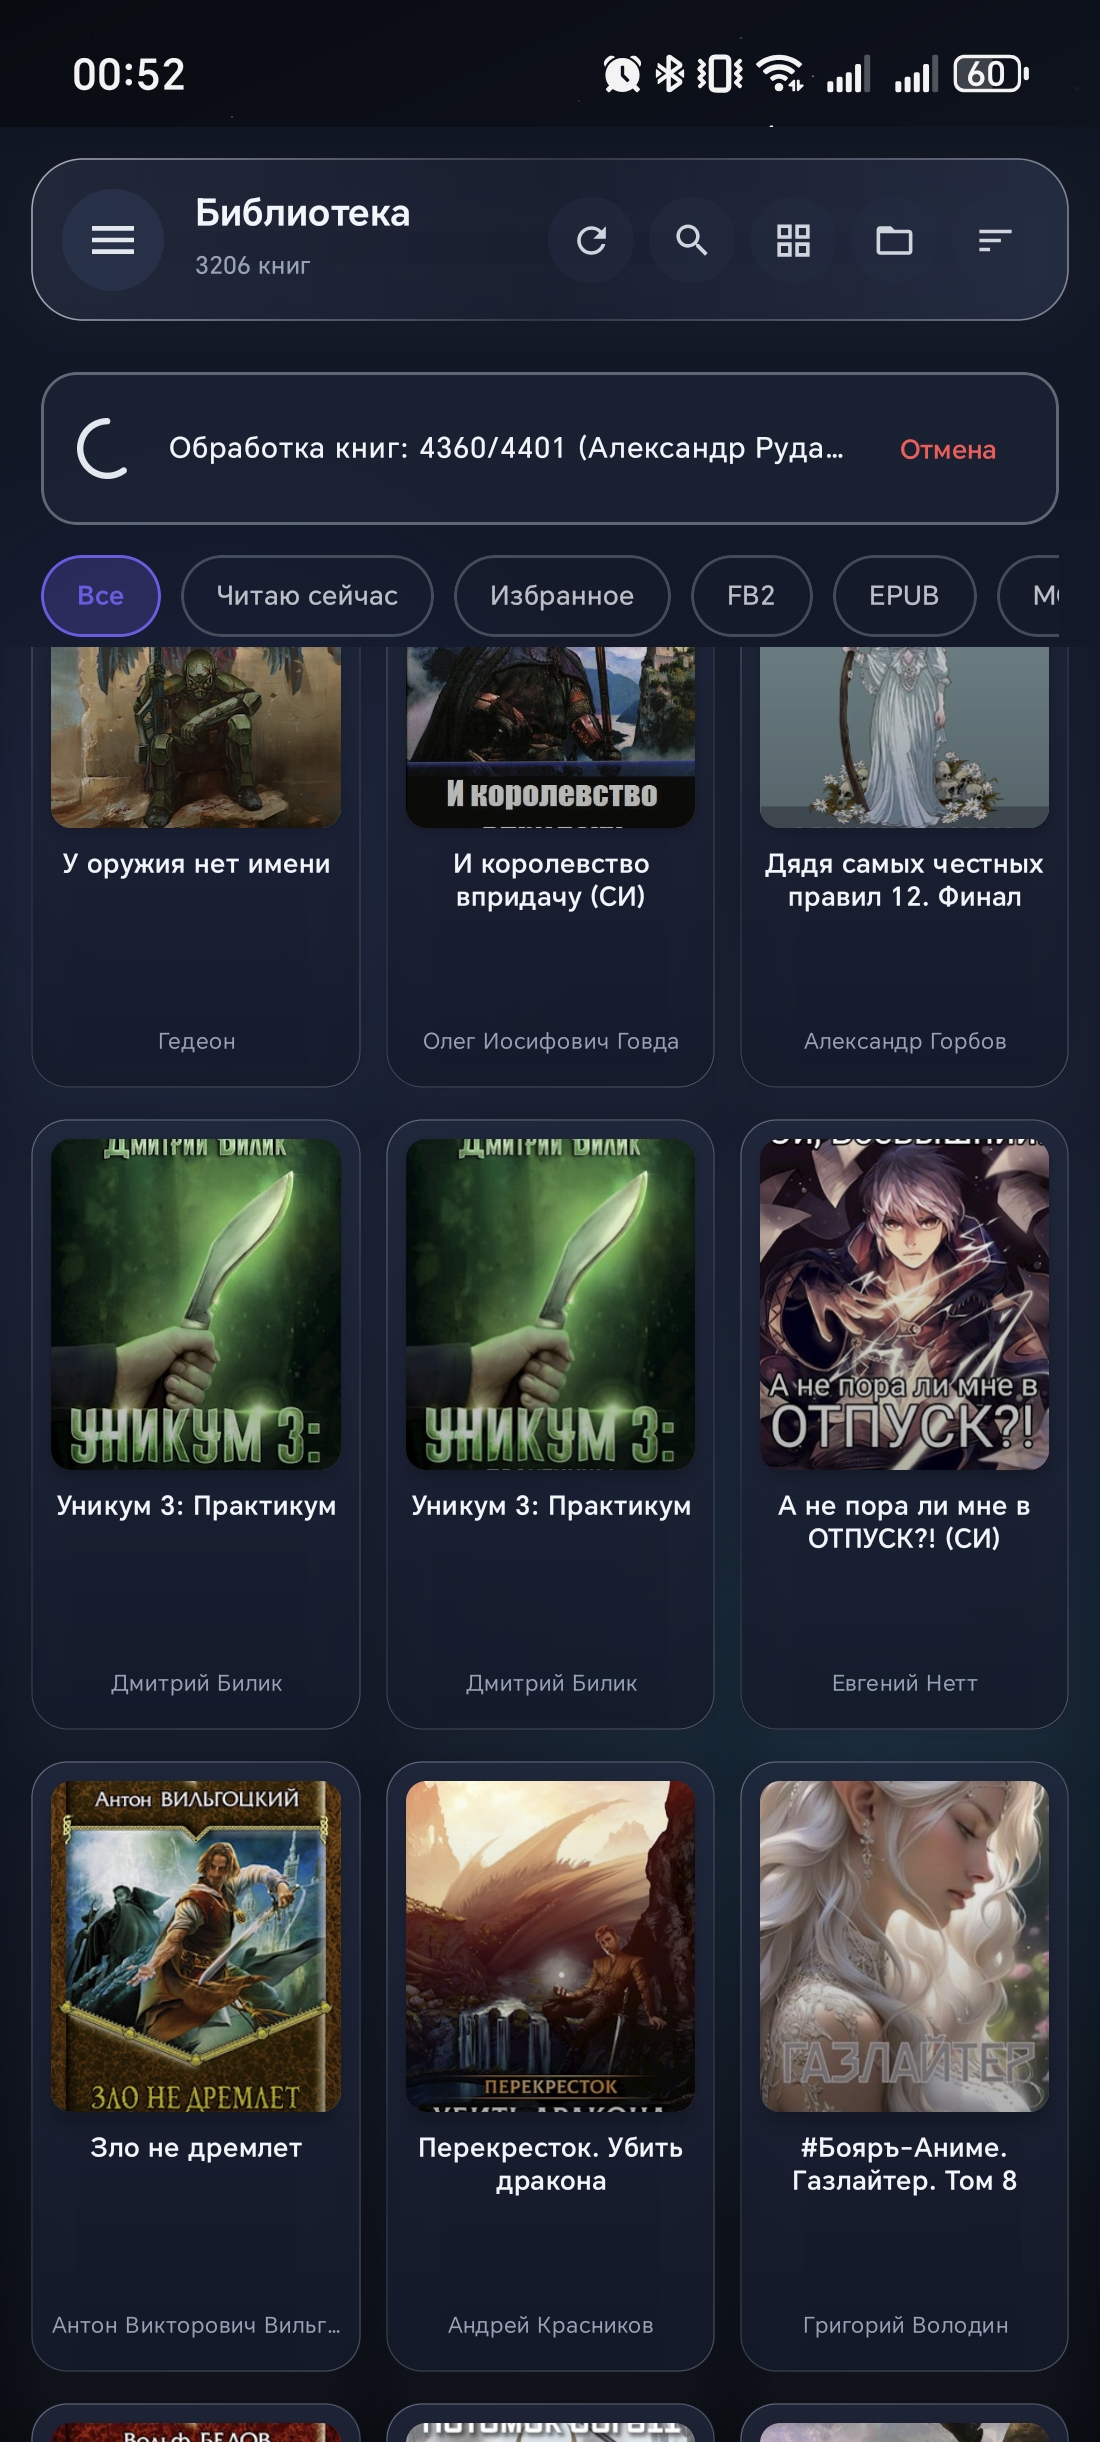 00:52
60
Библиотека
3206 книг
Обработка книг: 4360/4401 (Александр Руда…
Отмена
Все
Читаю сейчас
Избранное
FB2
EPUB
И королевство
У оружия нет имени
И королевство
впридачу (СИ)
Дядя самых честных
правил 12. Финал
Гедеон
Олег Иосифович Говда
Александр Горбов
Дмитрий Билик
УНИКУМ 3:
Дмитрий Билик
УНИКУМ 3:
А не пора ли мне в
ОТПУСК?!
Уникум 3: Практикум
Уникум 3: Практикум
А не пора ли мне в
ОТПУСК?! (СИ)
Дмитрий Билик
Дмитрий Билик
Евгений Нетт
Антон ВИЛЬГОЦКИЙ
ЗЛО НЕ ДРЕМЛЕТ
ПЕРЕКРЕСТОК
УБИТЬ ДРАКОНА
ГАЗЛАЙТЕР
Зло не дремлет
Перекресток. Убить
дракона
#Бояръ-Аниме.
Газлайтер. Том 8
Антон Викторович Вильг…
Андрей Красников
Григорий Володин
Вольф БЕЛОВ